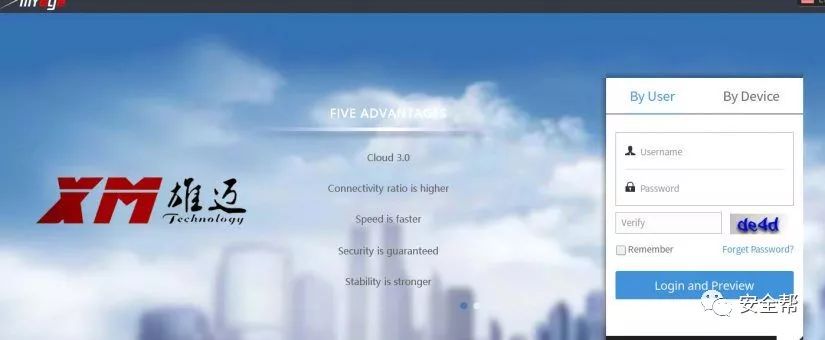 FIVE ADVANTAGES
Cloud 3.0
Connectivity ratio is higher
Speed is faster
Security is guaranteed
Stability is stronger
XM 雄迈
Technology
By User
By Device
Username
Password
Verify
de4d
Remember
Forget Password?
Login and Preview
安全帮